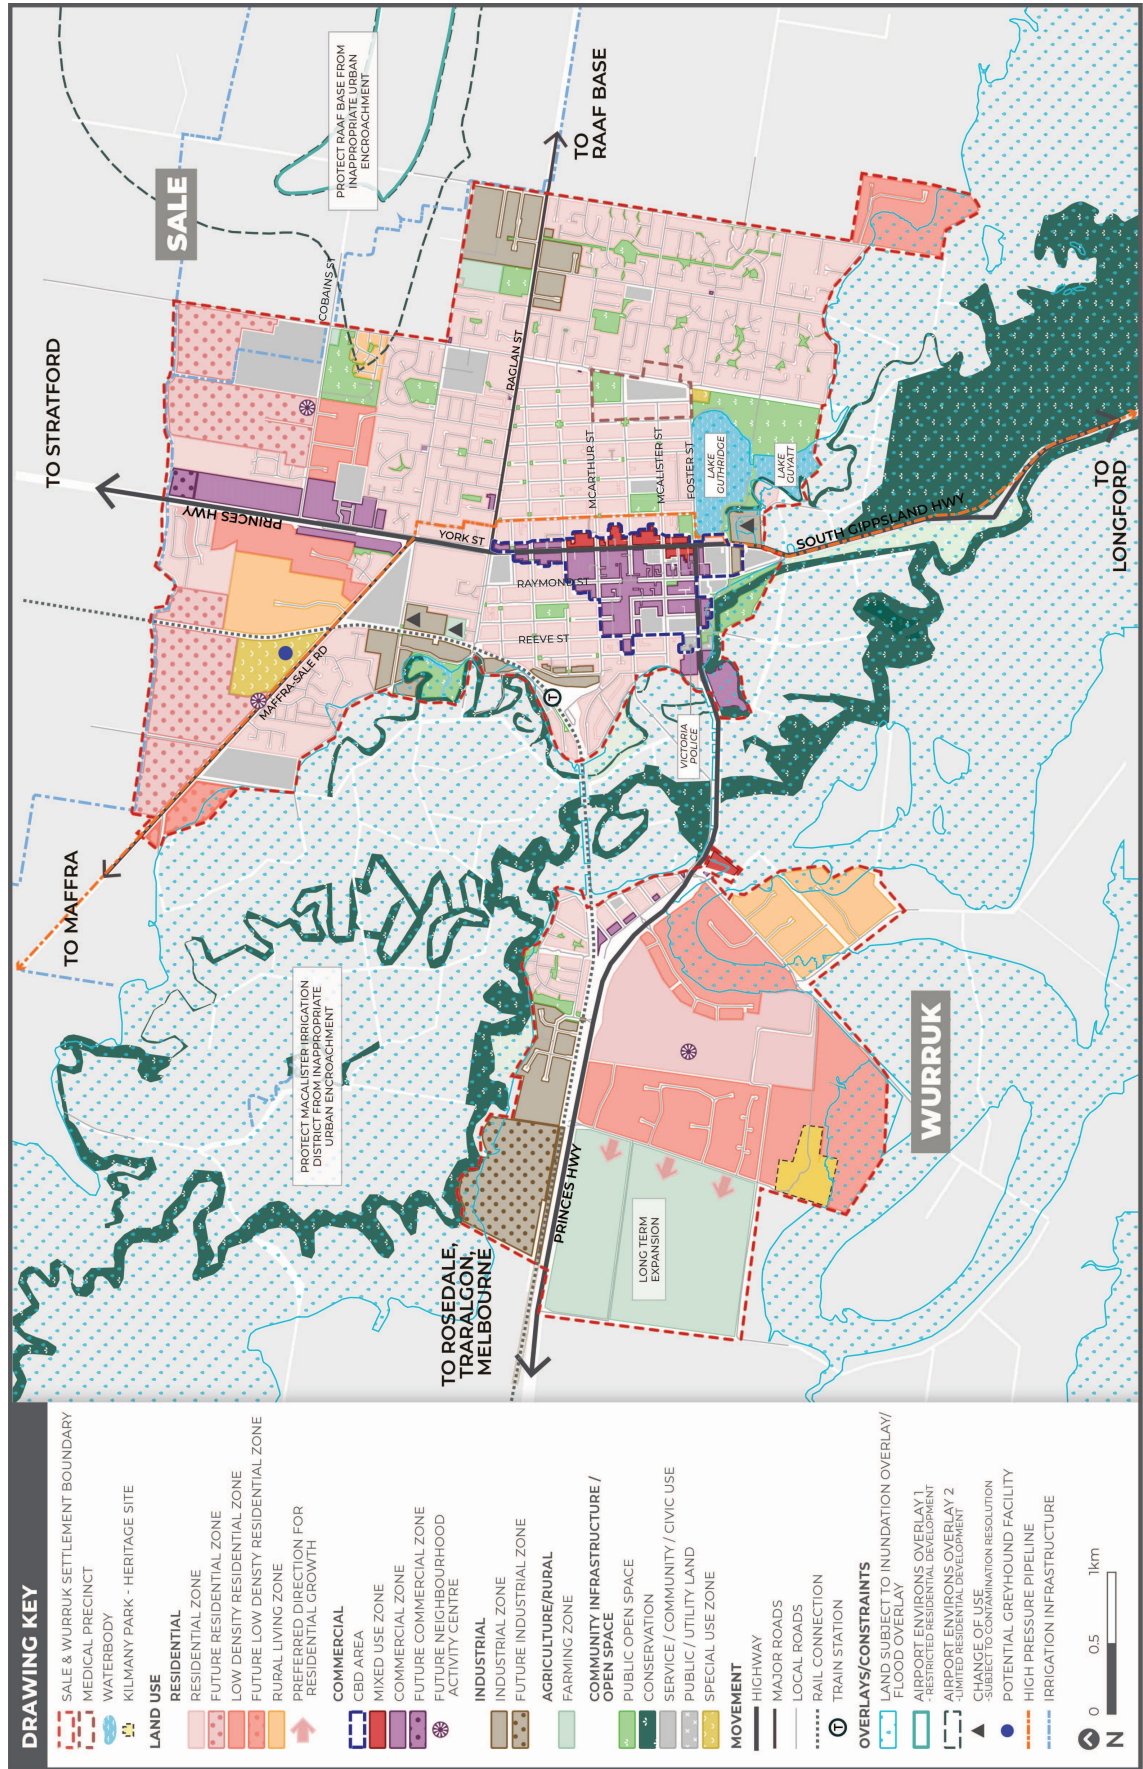 DRAWING KEY
SALE & WURRUK SETTLEMENT BOUNDARY
MEDICAL PRECINCT
WATERBODY
KILMANY PARK - HERITAGE SITE
LAND USE
RESIDENTIAL
RESIDENTIAL ZONE
FUTURE RESIDENTIAL ZONE
LOW DENSITY RESIDENTIAL ZONE
FUTURE LOW DENSITY RESIDENTIAL ZONE
RURAL LIVING ZONE
PREFERRED DIRECTION FOR
RESIDENTIAL GROWTH
COMMERCIAL
CBD AREA
MIXED USE ZONE
COMMERCIAL ZONE
FUTURE COMMERCIAL ZONE
FUTURE NEIGHBOURHOOD
ACTIVITY CENTRE
INDUSTRIAL
INDUSTRIAL ZONE
FUTURE INDUSTRIAL ZONE
AGRICULTURE/RURAL
FARMING ZONE
COMMUNITY INFRASTRUCTURE /
OPEN SPACE
PUBLIC OPEN SPACE
CONSERVATION
SERVICE / COMMUNITY / CIVIC USE
PUBLIC / UTILITY LAND
SPECIAL USE ZONE
MOVEMENT
HIGHWAY
MAJOR ROADS
LOCAL ROADS
RAIL CONNECTION
T
TRAIN STATION
OVERLAYS/CONSTRAINTS
LAND SUBJECT TO INUNDATION OVERLAY/
FLOOD OVERLAY
AIRPORT ENVIRONS OVERLAY 1
- RESTRICTED RESIDENTIAL DEVELOPMENT
AIRPORT ENVIRONS OVERLAY 2
-LIMITED RESIDENTIAL DEVELOPMENT
CHANGE OF USE
-SUBJECT TO CONTAMINATION RESOLUTION
POTENTIAL GREYHOUND FACILITY
HIGH PRESSURE PIPELINE
IRRIGATION INFRASTRUCTURE
N
0 0.5 1km
TO MAFFRA
TO STRATFORD
SALE
PROTECT RAAF BASE FROM
INAPPROPRIATE URBAN
ENCROACHMENT
COBAINS ST
PRINCES HWY
MAFFRA-SALE RD
PROTECT MACALISTER IRRIGATION
DISTRICT FROM INAPPROPRIATE
URBAN ENCROACHMENT
YORK ST
RAGLAN ST
TO
RAAF BASE
RAYMOND ST
REEVE ST
T
MCARTHUR ST
MCALISTER ST
FOSTER ST
LAKE
GUTHRIDGE
LAKE
GUYATT
VICTORIA
POLICE
TO ROSEDALE,
TRARALGON,
MELBOURNE
PRINCES HWY
LONG TERM
EXPANSION
WURRUK
SOUTH GIPPSLAND HWY
TO
LONGFORD